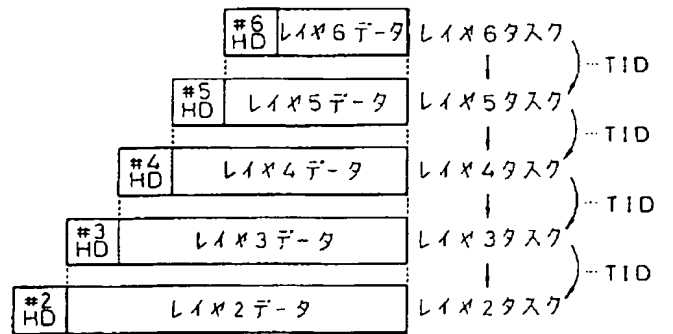 #6 HD レイヤ6データ レイヤ6タスク
…TID
#5 HD レイヤ5データ レイヤ5タスク
…TID
#4 HD レイヤ4データ レイヤ4タスク
…TID
#3 HD レイヤ3データ レイヤ3タスク
…TID
#2 HD レイヤ2データ レイヤ2タスク